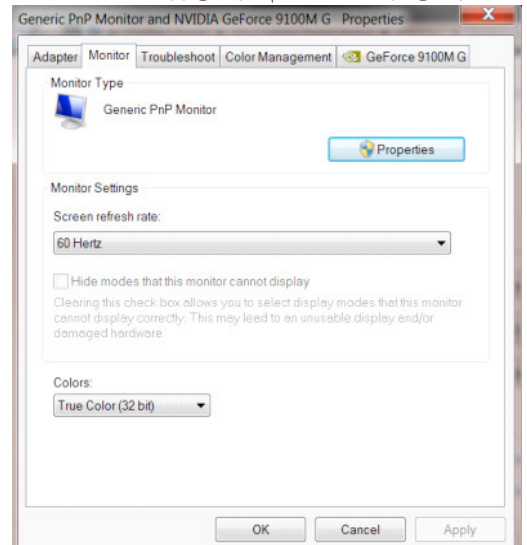 Generic PnP Monitor and NVIDIA GeForce 9100M G Properties
X
Adapter Monitor Troubleshoot Color Management GeForce 9100M G
Monitor Type
Generic PnP Monitor
Properties
Monitor Settings
Screen refresh rate:
60 Hertz
Hide modes that this monitor cannot display
Clearing this check box allows you to select display modes that this monitor
cannot display correctly. This may lead to an unusable display and/or
damaged hardware.
Colors:
True Color (32 bit)
OK Cancel Apply